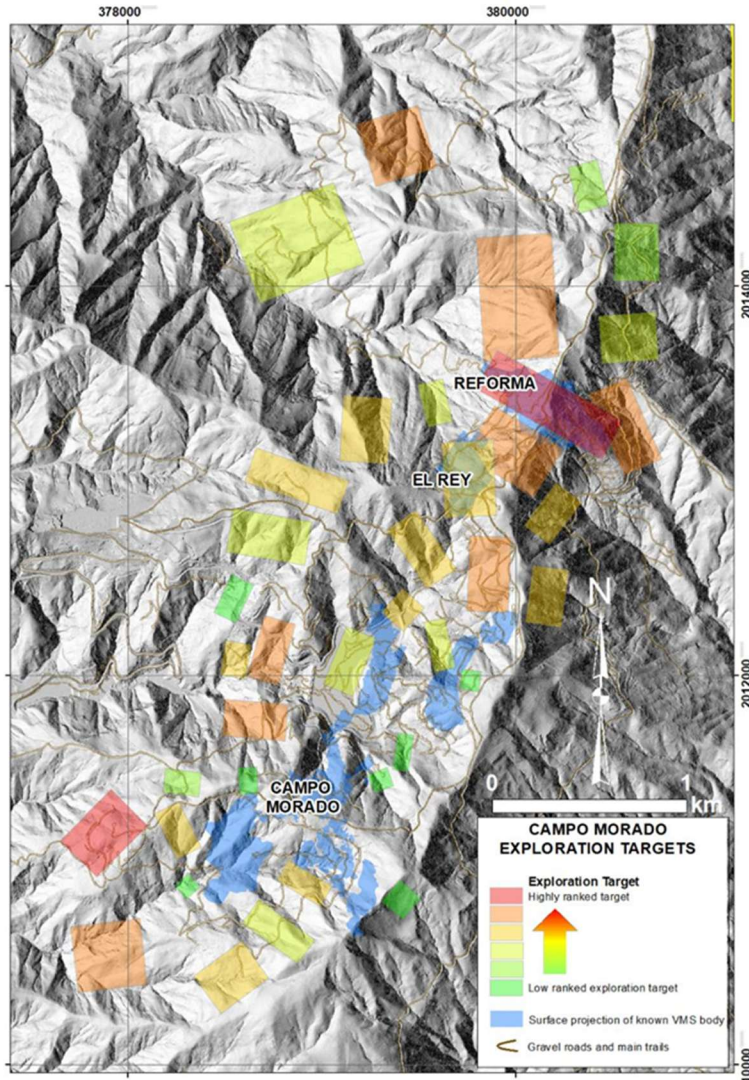 378000
380000
2014000
REFORMA
EL REY
N
2012000
CAMPO
MORADO
0
1
km
CAMPO MORADO
EXPLORATION TARGETS
Exploration Target
Highly ranked target
Low ranked exploration target
Surface projection of known VMS body
Gravel roads and main trails